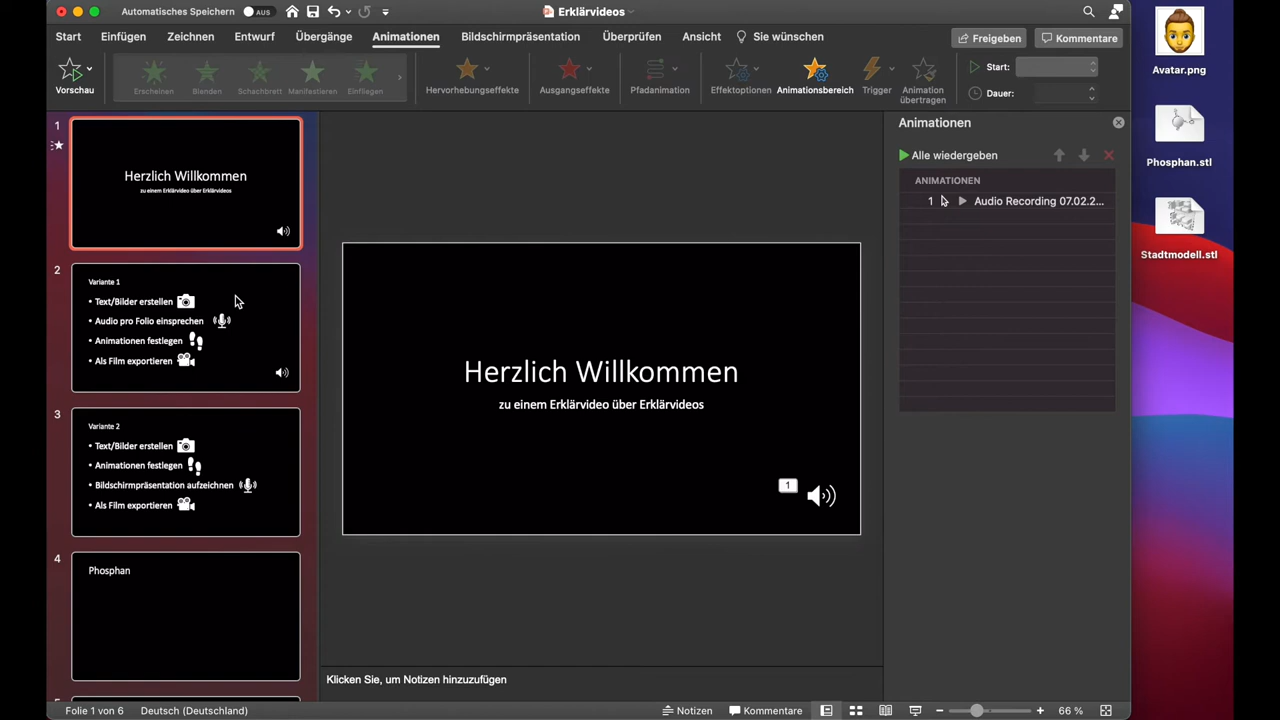 Automatisches Speichern AUS
Erklärvideos
Start Einfügen Zeichnen Entwurf Übergänge Animationen Bildschirmpräsentation Überprüfen Ansicht Sie wünschen
Freigeben Kommentare
Vorschau
Erscheinen Blenden Schachbrett Manifestieren Einfliegen
Hervorhebungseffekte
Ausgangseffekte
Pfadanimation
Effektoptionen
Animationsbereich
Trigger
Animation
übertragen
Start:
Dauer:
1
Herzlich Willkommen
zu einem Erklärvideo über Erklärvideos
2
Variante 1
• Text/Bilder erstellen
• Audio pro Folio einsprechen
• Animationen festlegen
• Als Film exportieren
3
Variante 2
• Text/Bilder erstellen
• Animationen festlegen
• Bildschirmpräsentation aufzeichnen
• Als Film exportieren
4
Phosphan
Herzlich Willkommen
zu einem Erklärvideo über Erklärvideos
1
Klicken Sie, um Notizen hinzuzufügen
Animationen
Alle wiedergeben
ANIMATIONEN
1 Audio Recording 07.02.2...
Avatar.png
Phosphan.stl
Stadtmodell.stl
Folie 1 von 6 Deutsch (Deutschland) Notizen Kommentare 66 %